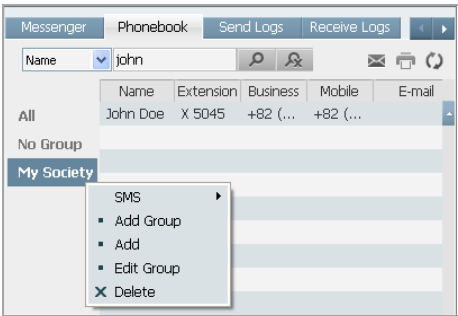 Messenger Phonebook Send Logs Receive Logs
Name john
Name Extension Business Mobile E-mail
All John Doe X 5045 +82 (... +82 (...
No Group
My Society
SMS
Add Group
Add
Edit Group
Delete